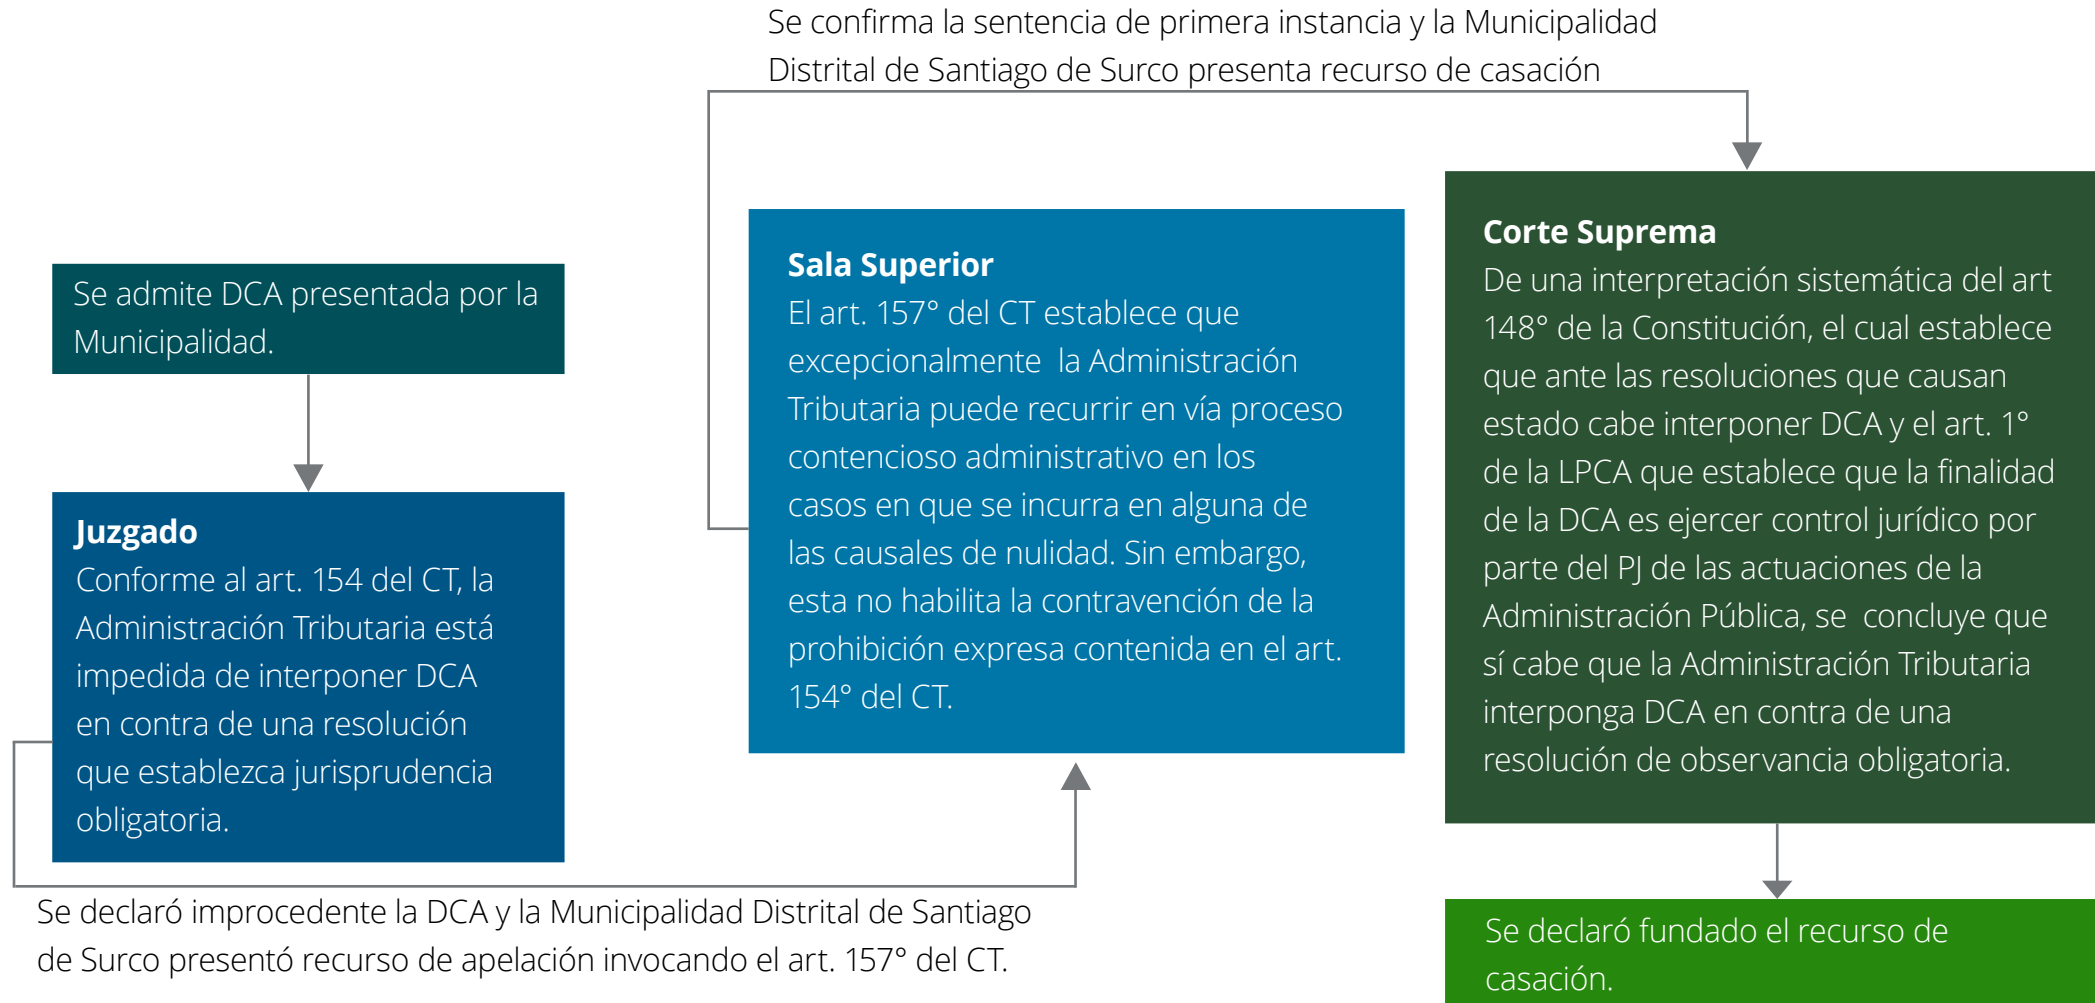 Se admite DCA presentada por la
Municipalidad.
Juzgado
Conforme al art. 154 del CT, la
Administración Tributaria está
impedida de interponer DCA
en contra de una resolución
que establezca jurisprudencia
obligatoria.
Se declaró improcedente la DCA y la Municipalidad Distrital de Santiago
de Surco presentó recurso de apelación invocando el art. 157° del CT.
Sala Superior
El art. 157° del CT establece que
excepcionalmente la Administración
Tributaria puede recurrir en vía proceso
contencioso administrativo en los
casos en que se incurra en alguna de
las causales de nulidad. Sin embargo,
esta no habilita la contravención de la
prohibición expresa contenida en el art.
154° del CT.
Se confirma la sentencia de primera instancia y la Municipalidad
Distrital de Santiago de Surco presenta recurso de casación
Corte Suprema
De una interpretación sistemática del art
148° de la Constitución, el cual establece
que ante las resoluciones que causan
estado cabe interponer DCA y el art. 1°
de la LPCA que establece que la finalidad
de la DCA es ejercer control jurídico por
parte del PJ de las actuaciones de la
Administración Pública, se concluye que
sí cabe que la Administración Tributaria
interponga DCA en contra de una
resolución de observancia obligatoria.
Se declaró fundado el recurso de
casación.